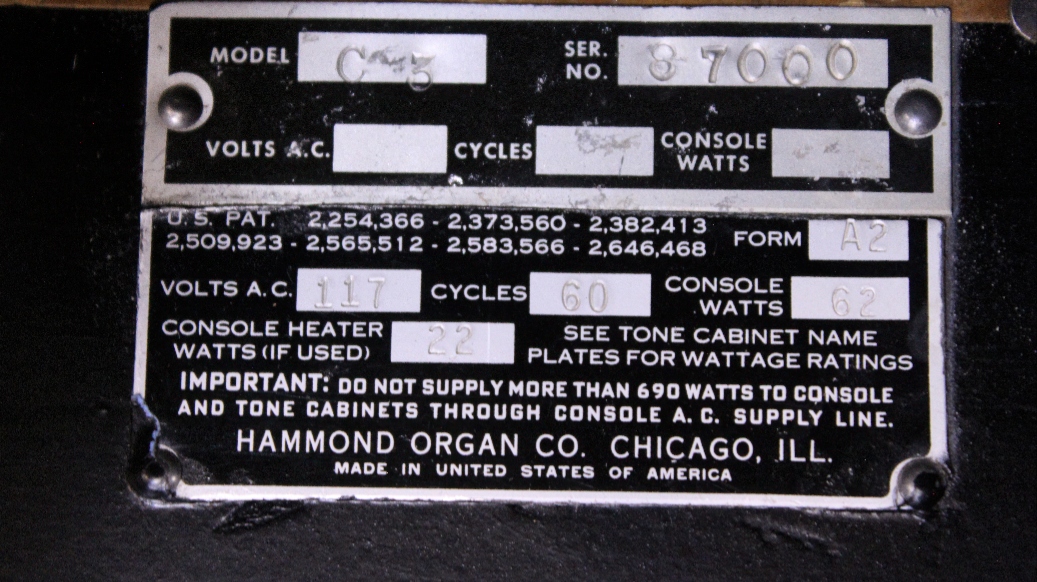 MODEL C-3 SER. NO. 87000
VOLTS A.C. CYCLES CONSOLE WATTS
U.S. PAT. 2,254,366 - 2,373,560 - 2,382,413
2,509,923 - 2,565,512 - 2,583,566 - 2,646,468 FORM A2
VOLTS A.C. 117 CYCLES 60 CONSOLE WATTS 62
CONSOLE HEATER WATTS (IF USED) 22 SEE TONE CABINET NAME PLATES FOR WATTAGE RATINGS
IMPORTANT: DO NOT SUPPLY MORE THAN 690 WATTS TO CONSOLE
AND TONE CABINETS THROUGH CONSOLE A.C. SUPPLY LINE.
HAMMOND ORGAN CO. CHICAGO, ILL.
MADE IN UNITED STATES OF AMERICA